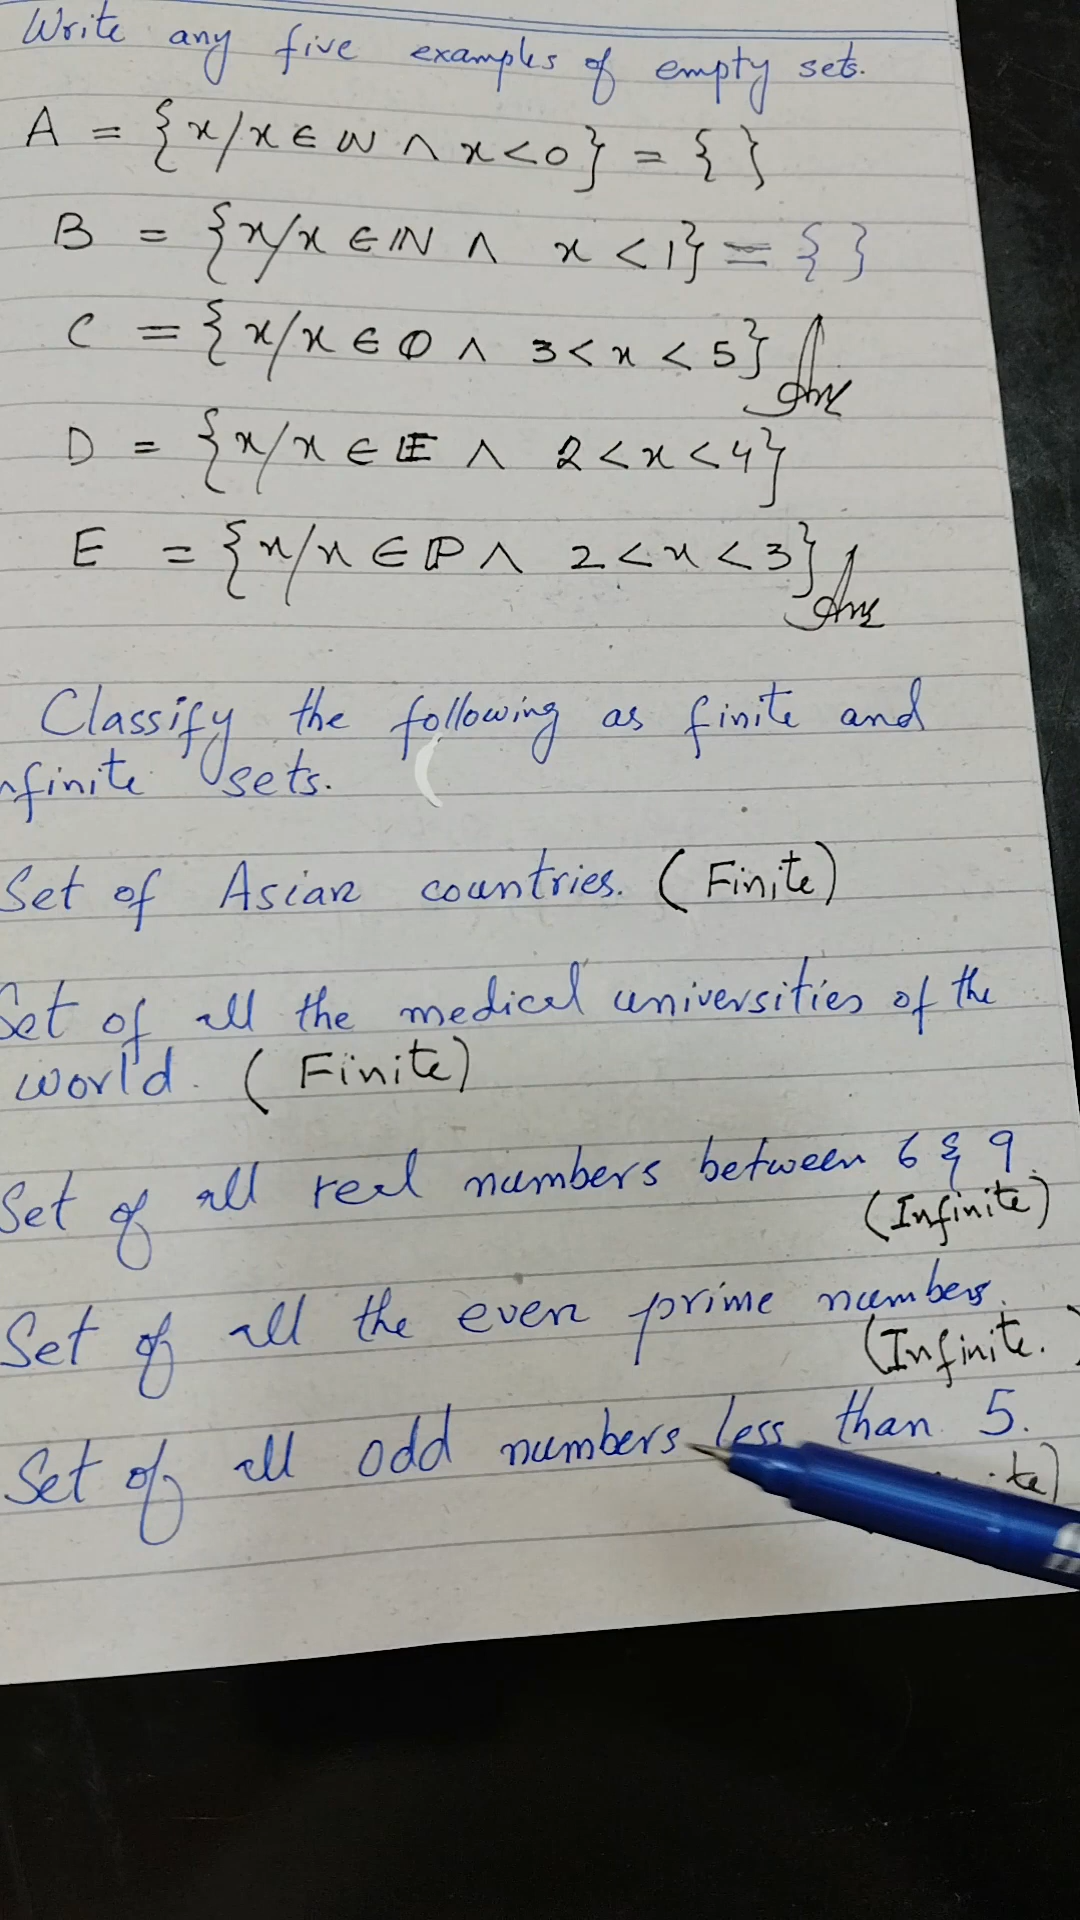 Write any five examples of empty sets.
A = {x/x ∈ W ∧ x<0} = { }
B = {x/x ∈ IN ∧ x < 1} = { }
C = {x/x ∈ O ∧ 3<x < 5} Ans
D = {x/x ∈ E ∧ 2<x<4}
E = {x/x ∈ P ∧ 2<x<3} Ans
Classify the following as finite and
nfinite sets.
Set of Asian countries. (Finite)
Set of all the medical universities of the
world. (Finite)
Set of all real numbers between 6 & 9.
(Infinite)
Set of all the even prime numbers.
(Infinite.)
Set of all odd numbers less than 5.
te)